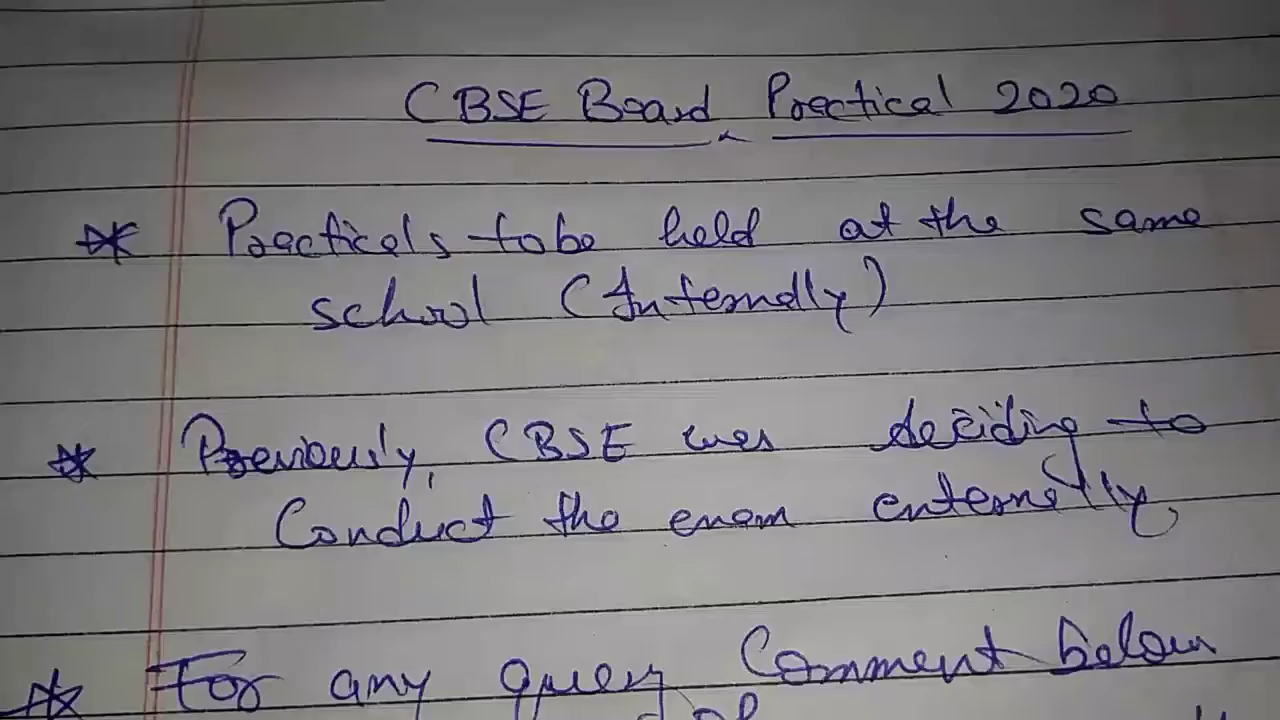 CBSE Board Practical 2020
* Practicals to be held at the same
school (Internally)
* Previously, CBSE was deciding to
Conduct the exam externally
* For any query Comment below